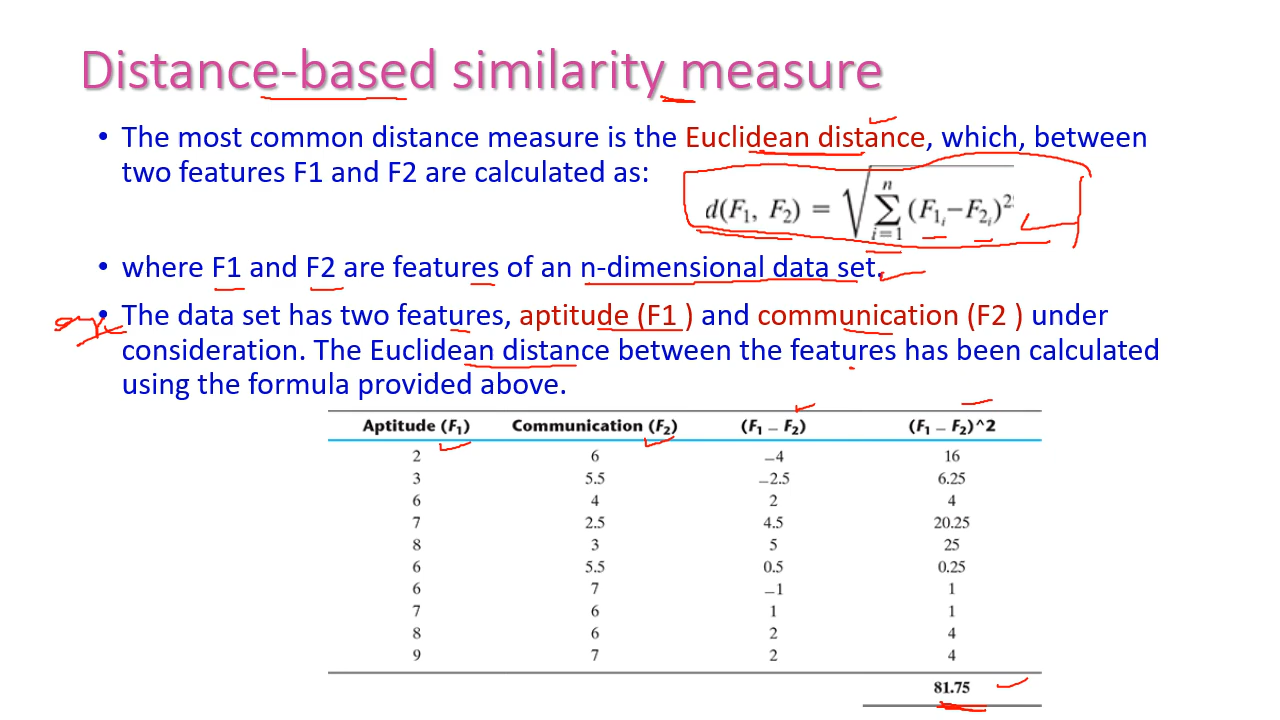 Distance-based similarity measure
• The most common distance measure is the Euclidean distance, which, between
two features F1 and F2 are calculated as:
d(F₁, F₂) = √∑ⁿᵢ₌₁ (F₁ᵢ–F₂ᵢ)²
• where F1 and F2 are features of an n-dimensional data set.
• The data set has two features, aptitude (F1 ) and communication (F2 ) under
consideration. The Euclidean distance between the features has been calculated
using the formula provided above.
Aptitude (F₁) Communication (F₂) (F₁ – F₂) (F₁ – F₂)^2
2 6 –4 16
3 5.5 –2.5 6.25
6 4 2 4
7 2.5 4.5 20.25
8 3 5 25
6 5.5 0.5 0.25
6 7 –1 1
7 6 1 1
8 6 2 4
9 7 2 4
81.75